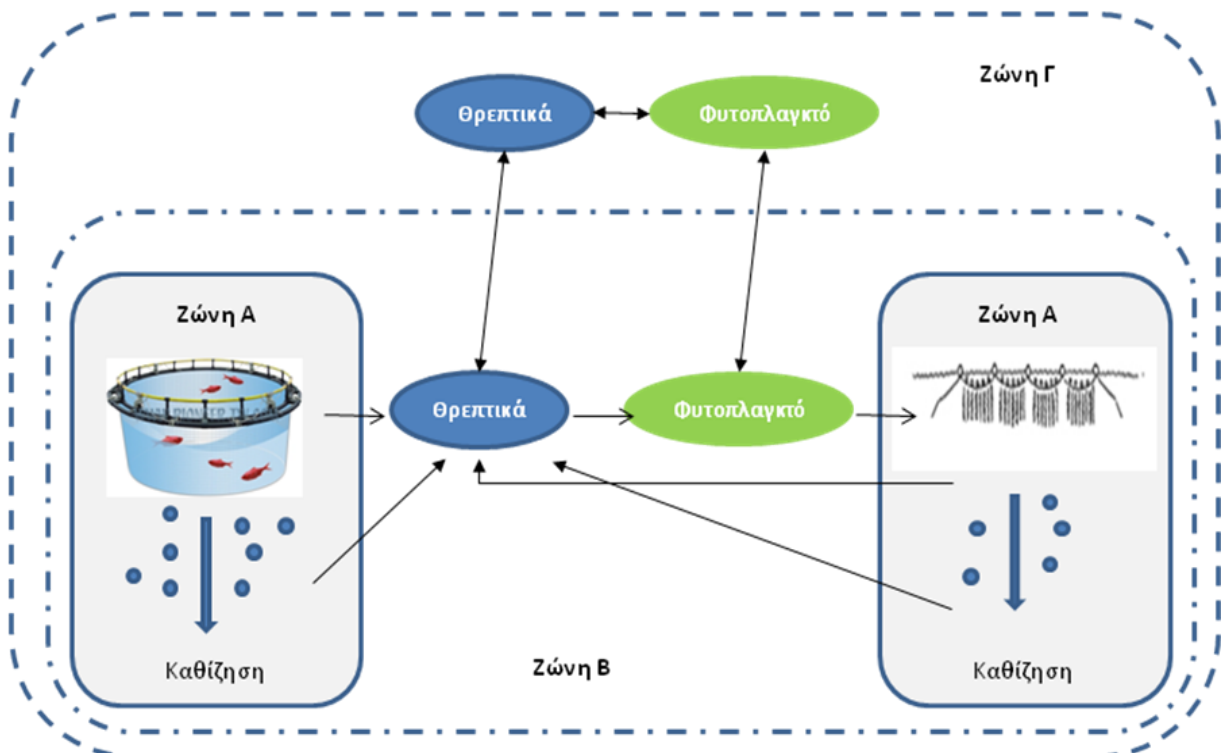 Ζώνη Γ
Θρεπτικά
Φυτοπλαγκτό
Ζώνη Α
Ζώνη Α
Θρεπτικά
Φυτοπλαγκτό
Καθίζηση
Ζώνη Β
Καθίζηση